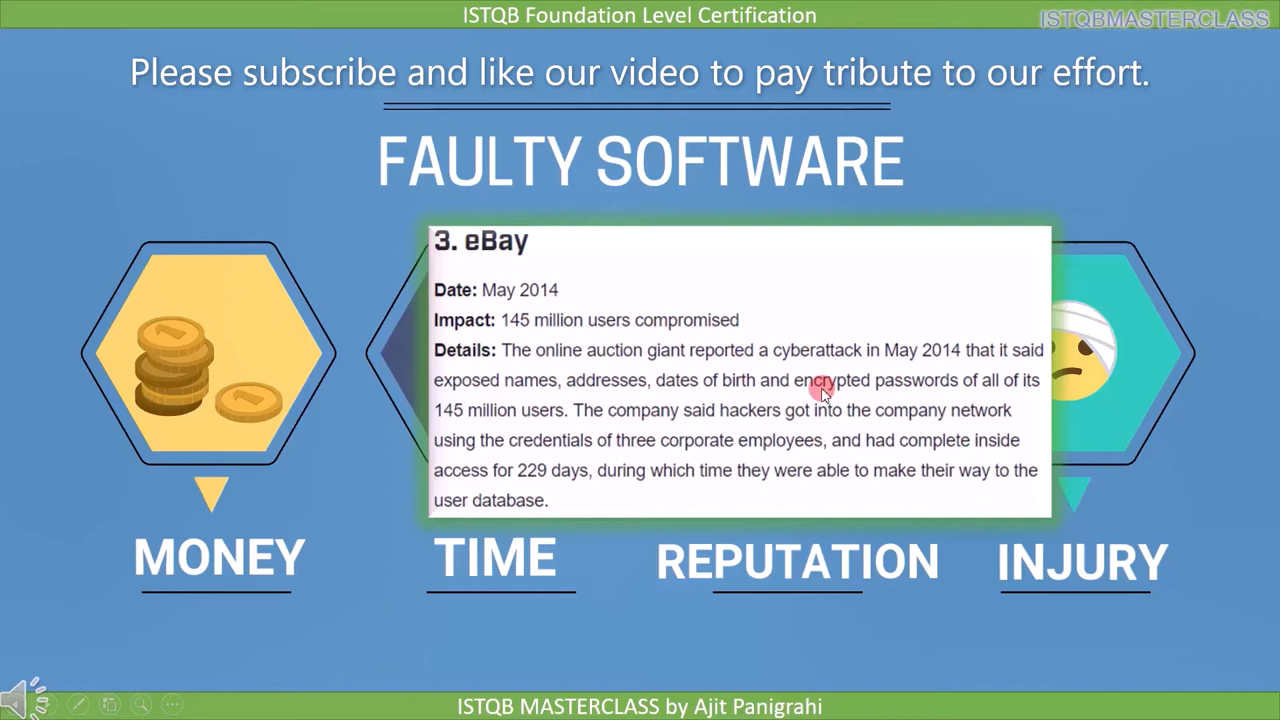 ISTQB Foundation Level Certification
ISTQBMASTERCLASS
Please subscribe and like our video to pay tribute to our effort.
FAULTY SOFTWARE
3. eBay
Date: May 2014
Impact: 145 million users compromised
Details: The online auction giant reported a cyberattack in May 2014 that it said
exposed names, addresses, dates of birth and encrypted passwords of all of its
145 million users. The company said hackers got into the company network
using the credentials of three corporate employees, and had complete inside
access for 229 days, during which time they were able to make their way to the
user database.
MONEY
TIME
REPUTATION
INJURY
ISTQB MASTERCLASS by Ajit Panigrahi